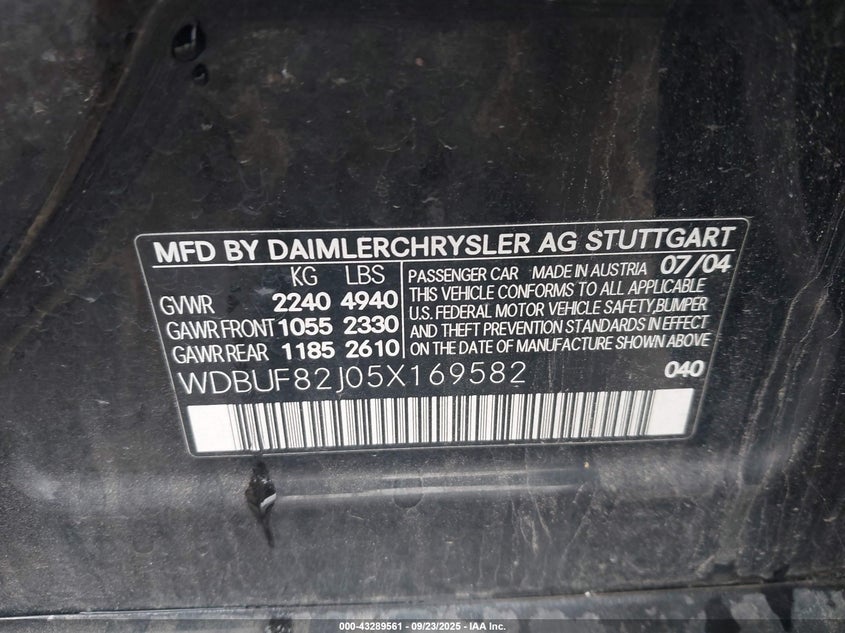 MFD BY DAIMLERCHRYSLER AG STUTTGART
KG LBS
GVWR 2240 4940
GAWR FRONT 1055 2330
GAWR REAR 1185 2610
PASSENGER CAR MADE IN AUSTRIA 07/04
THIS VEHICLE CONFORMS TO ALL APPLICABLE
U.S. FEDERAL MOTOR VEHICLE SAFETY,BUMPER
AND THEFT PREVENTION STANDARDS IN EFFECT
ON THE DATE OF MANUFACTURE SHOWN ABOVE
WDBUF82J05X169582 040
000-43289561 - 09/23/2025 - IAA Inc.